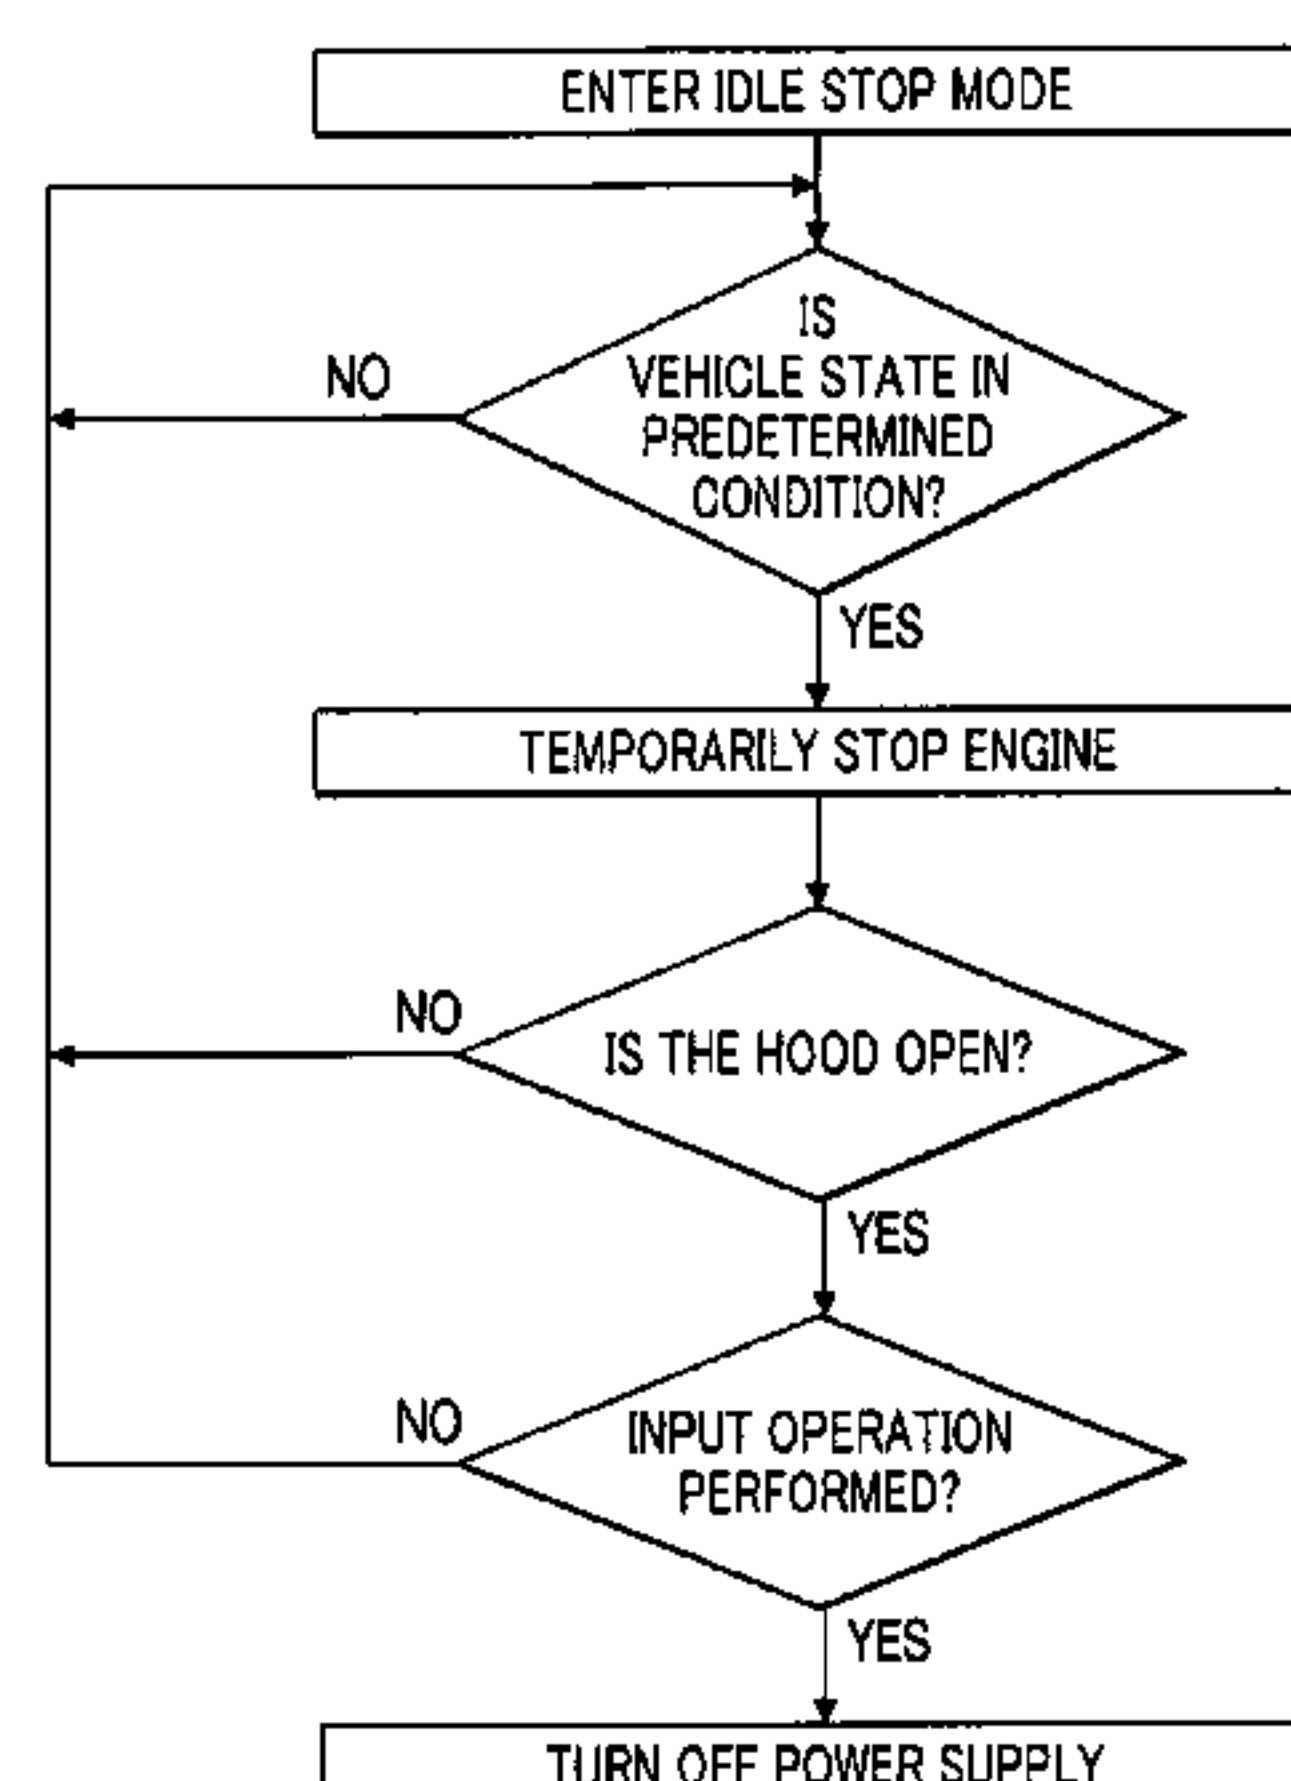 ENTER IDLE STOP MODE
IS
VEHICLE STATE IN
PREDETERMINED
CONDITION?
NO
YES
TEMPORARILY STOP ENGINE
IS THE HOOD OPEN?
NO
YES
INPUT OPERATION
PERFORMED?
NO
YES
TURN OFF POWER SUPPLY